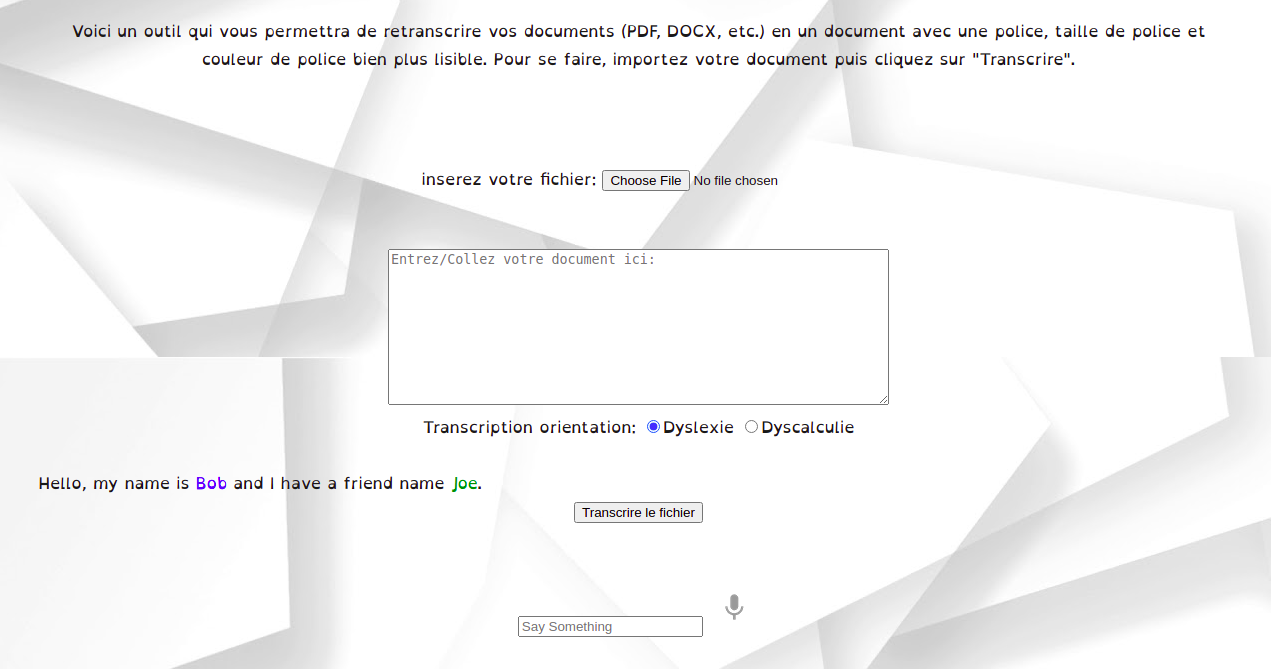 Voici un outil qui vous permettra de retranscrire vos documents (PDF, DOCX, etc.) en un document avec une police, taille de police et
couleur de police bien plus lisible. Pour se faire, importez votre document puis cliquez sur "Transcrire".
inserez votre fichier: Choose File No file chosen
Entrez/Collez votre document ici:
Transcription orientation: Dyslexie Dyscalculie
Hello, my name is Bob and I have a friend name Joe.
Transcrire le fichier
Say Something